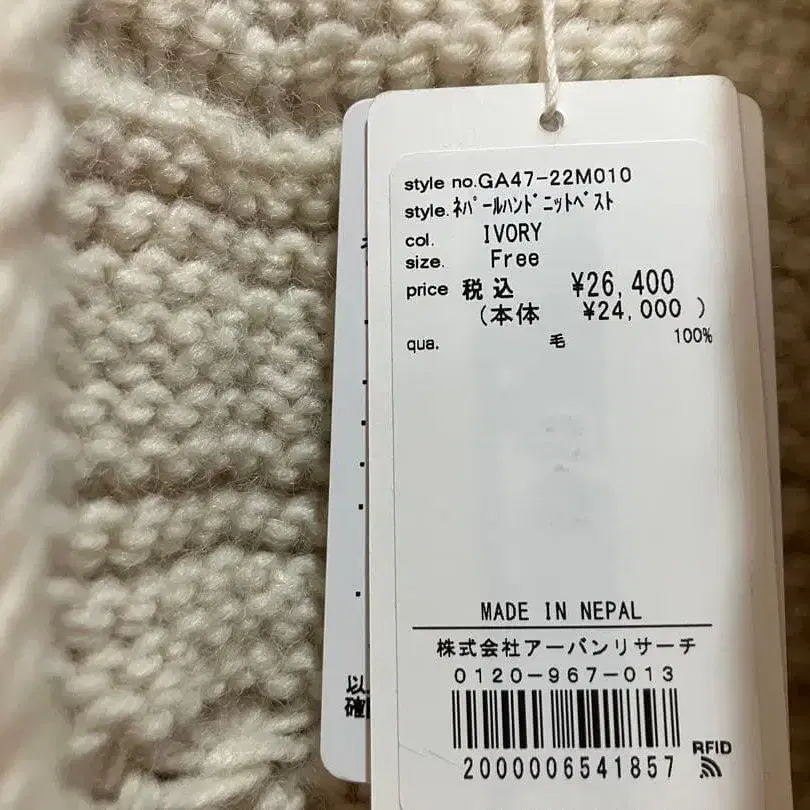 style no.GA47-22M010
style.ﾈﾊﾟｰﾙﾊﾝﾄﾞﾆｯﾄﾍﾞｽﾄ
col. IVORY
size. Free
price 税込 ¥26,400
(本体 ¥24,000 )
qua. 毛 100%
MADE IN NEPAL
株式会社アーバンリサーチ
0120-967-013
RFID
2000006541857
以
確